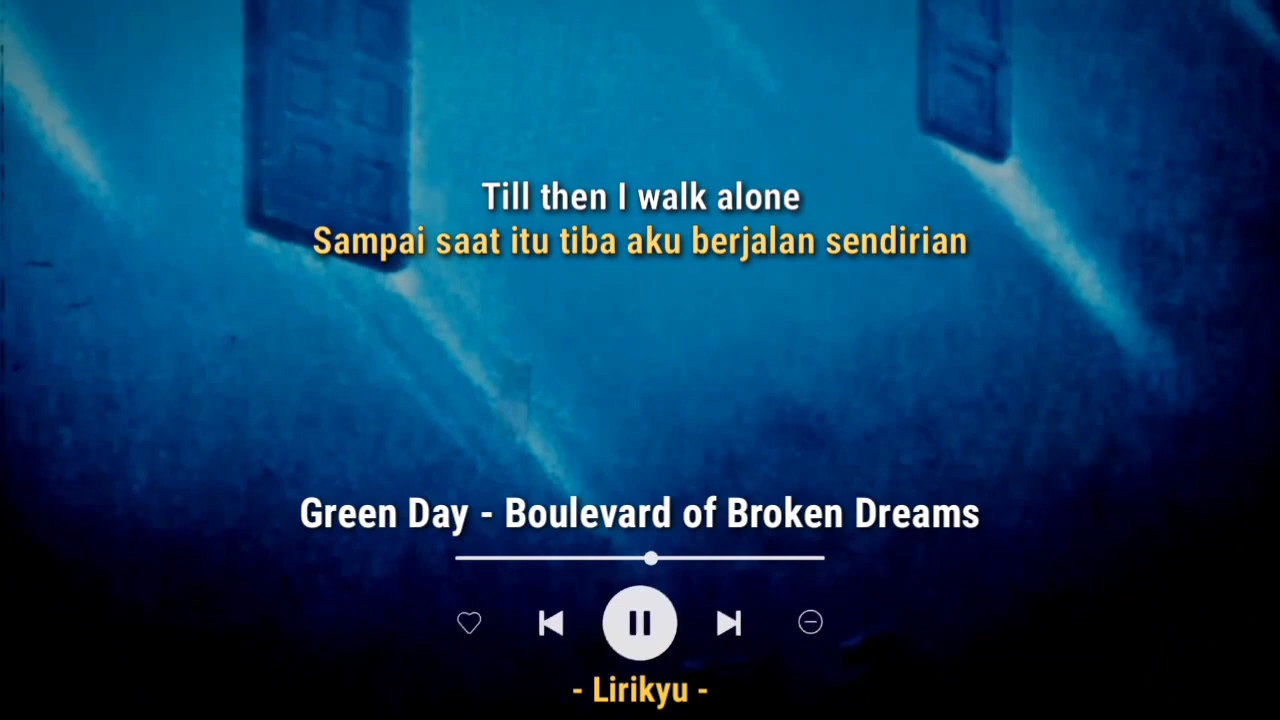 Till then I walk alone
Sampai saat itu tiba aku berjalan sendirian
Green Day - Boulevard of Broken Dreams
- Lirikyu -